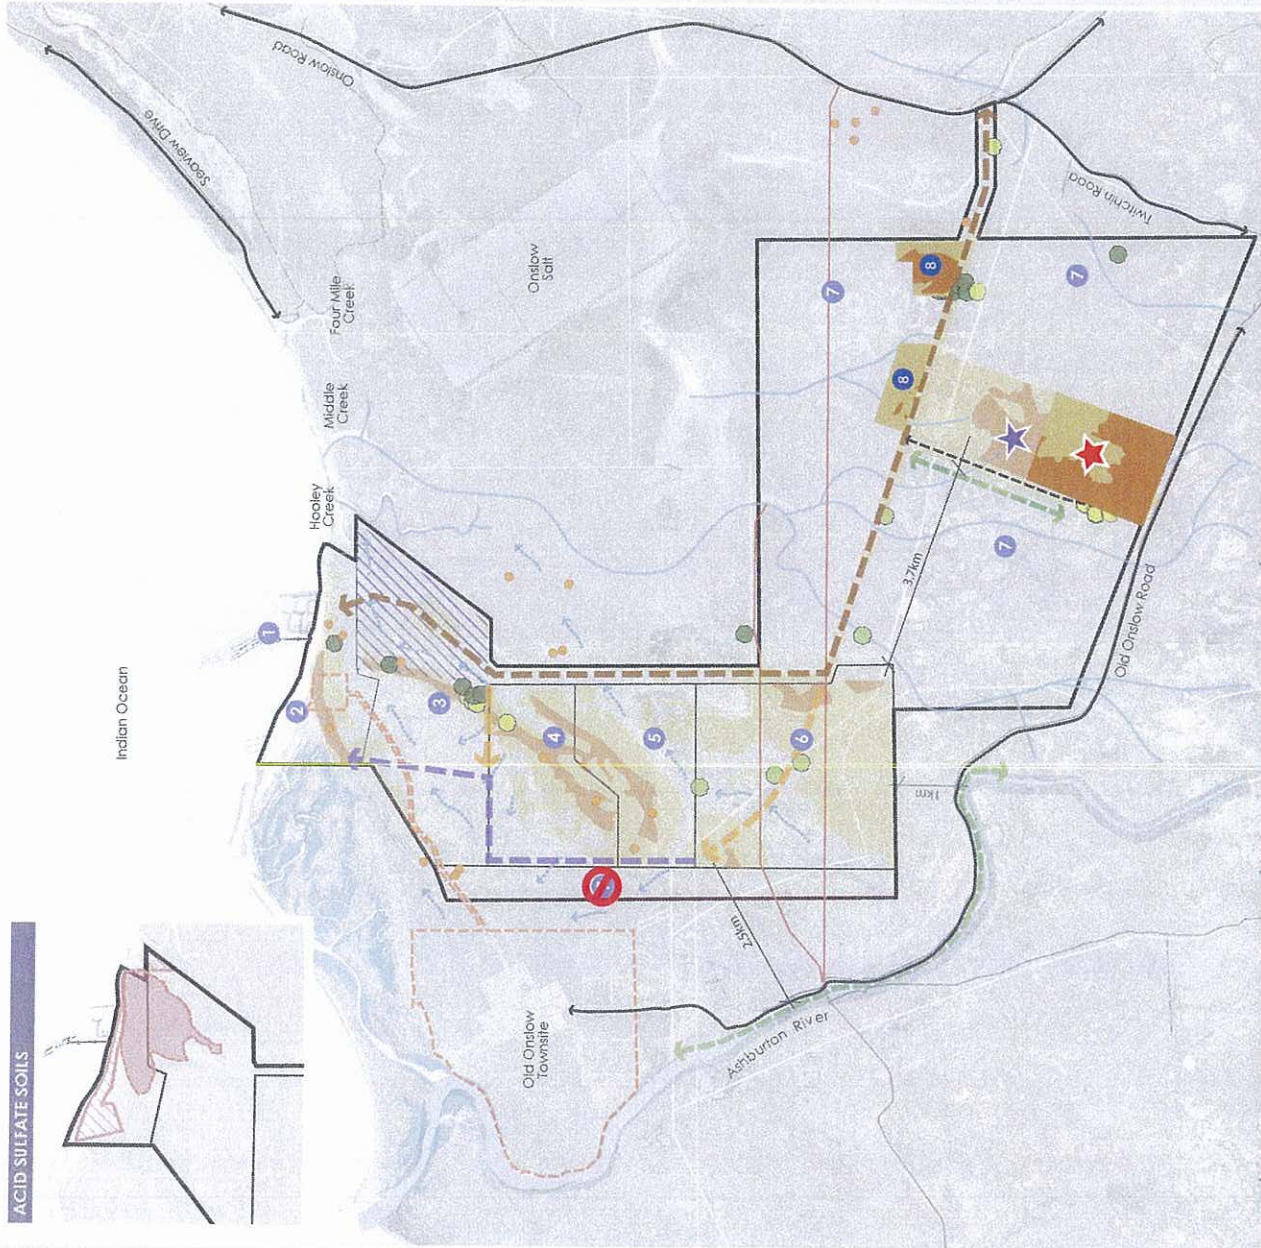 ACID SULFATE SOILS
Indian Ocean
Seaview Drive
Onslow Road
Four Mile
Creek
Middle
Creek
Hooley
Creek
Onslow
Salt
Twitchin Road
Old Onslow Road
Old Onslow
Townsite
Ashburton River
3.7km
2.5km
1km
1
2
3
4
5
6
7
7
7
8
8